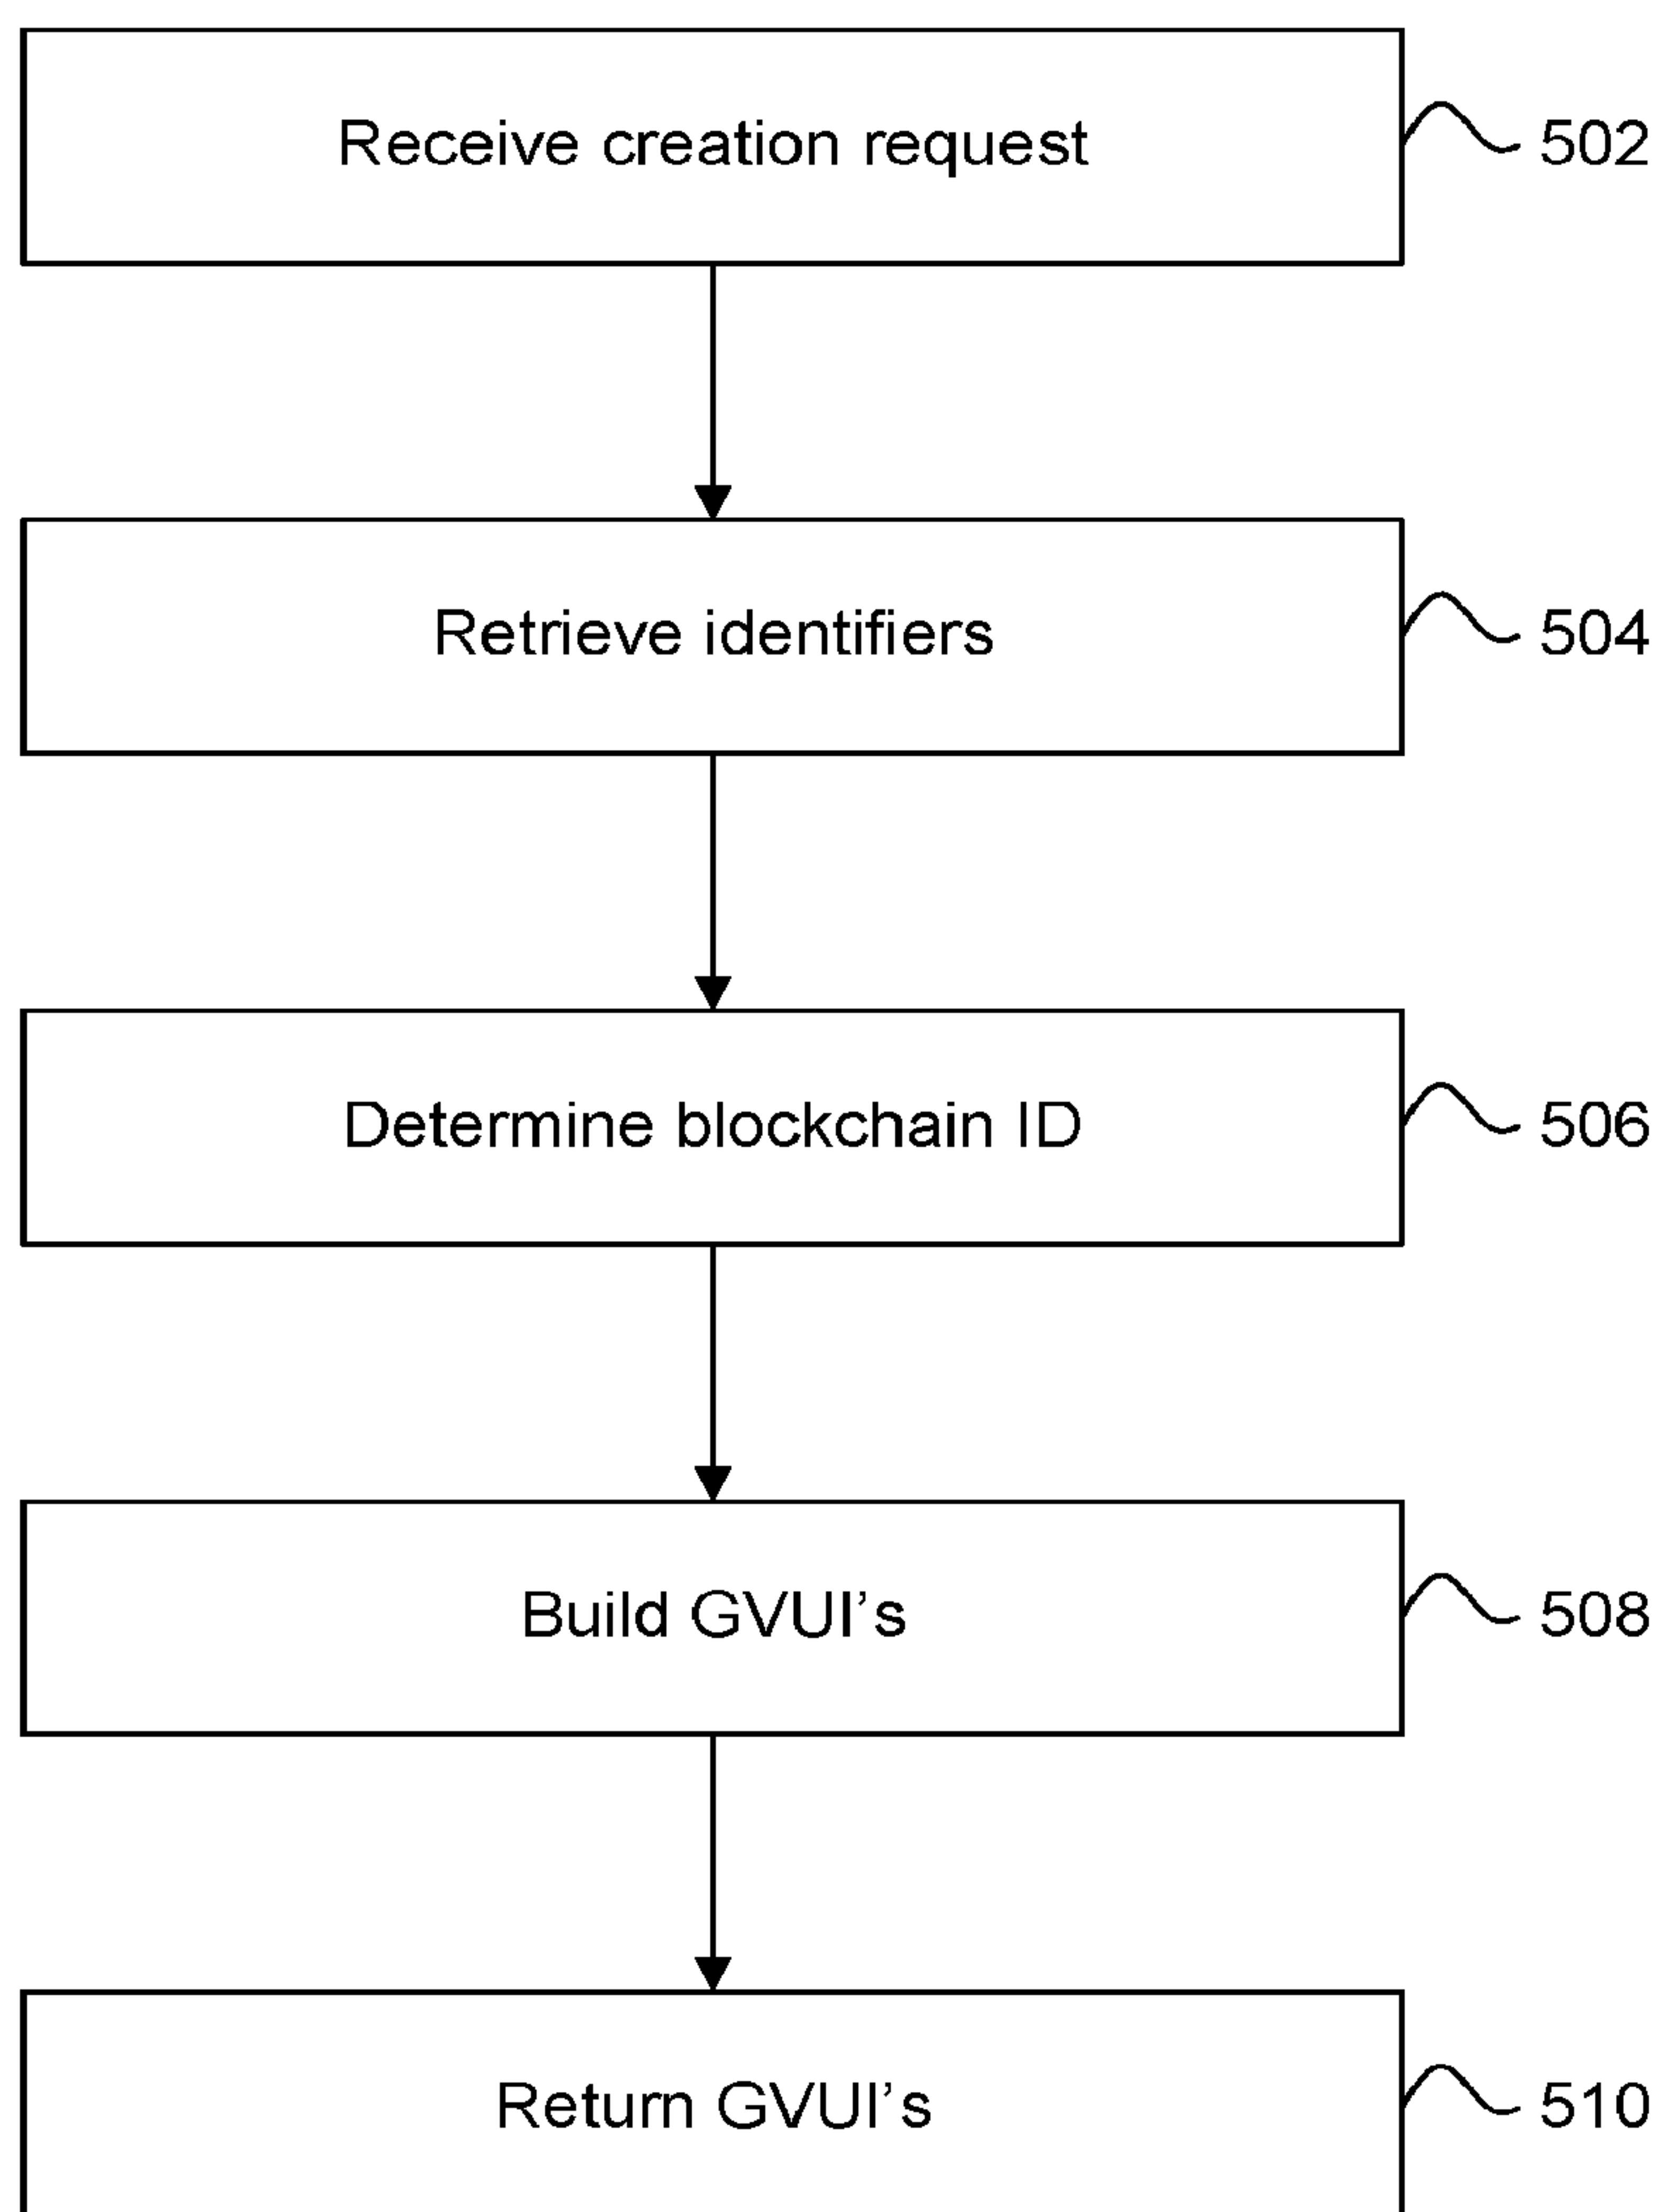 Receive creation request
502
Retrieve identifiers
504
Determine blockchain ID
506
Build GVUI’s
508
Return GVUI’s
510